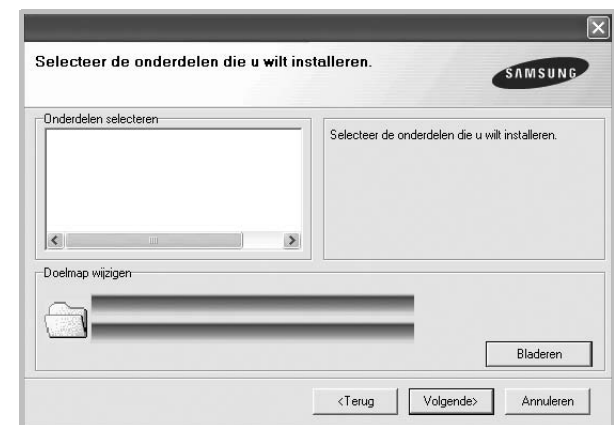 Selecteer de onderdelen die u wilt installeren.
SAMSUNG
Onderdelen selecteren
Selecteer de onderdelen die u wilt installeren.
Doelmap wijzigen
Bladeren
<Terug
Volgende>
Annuleren